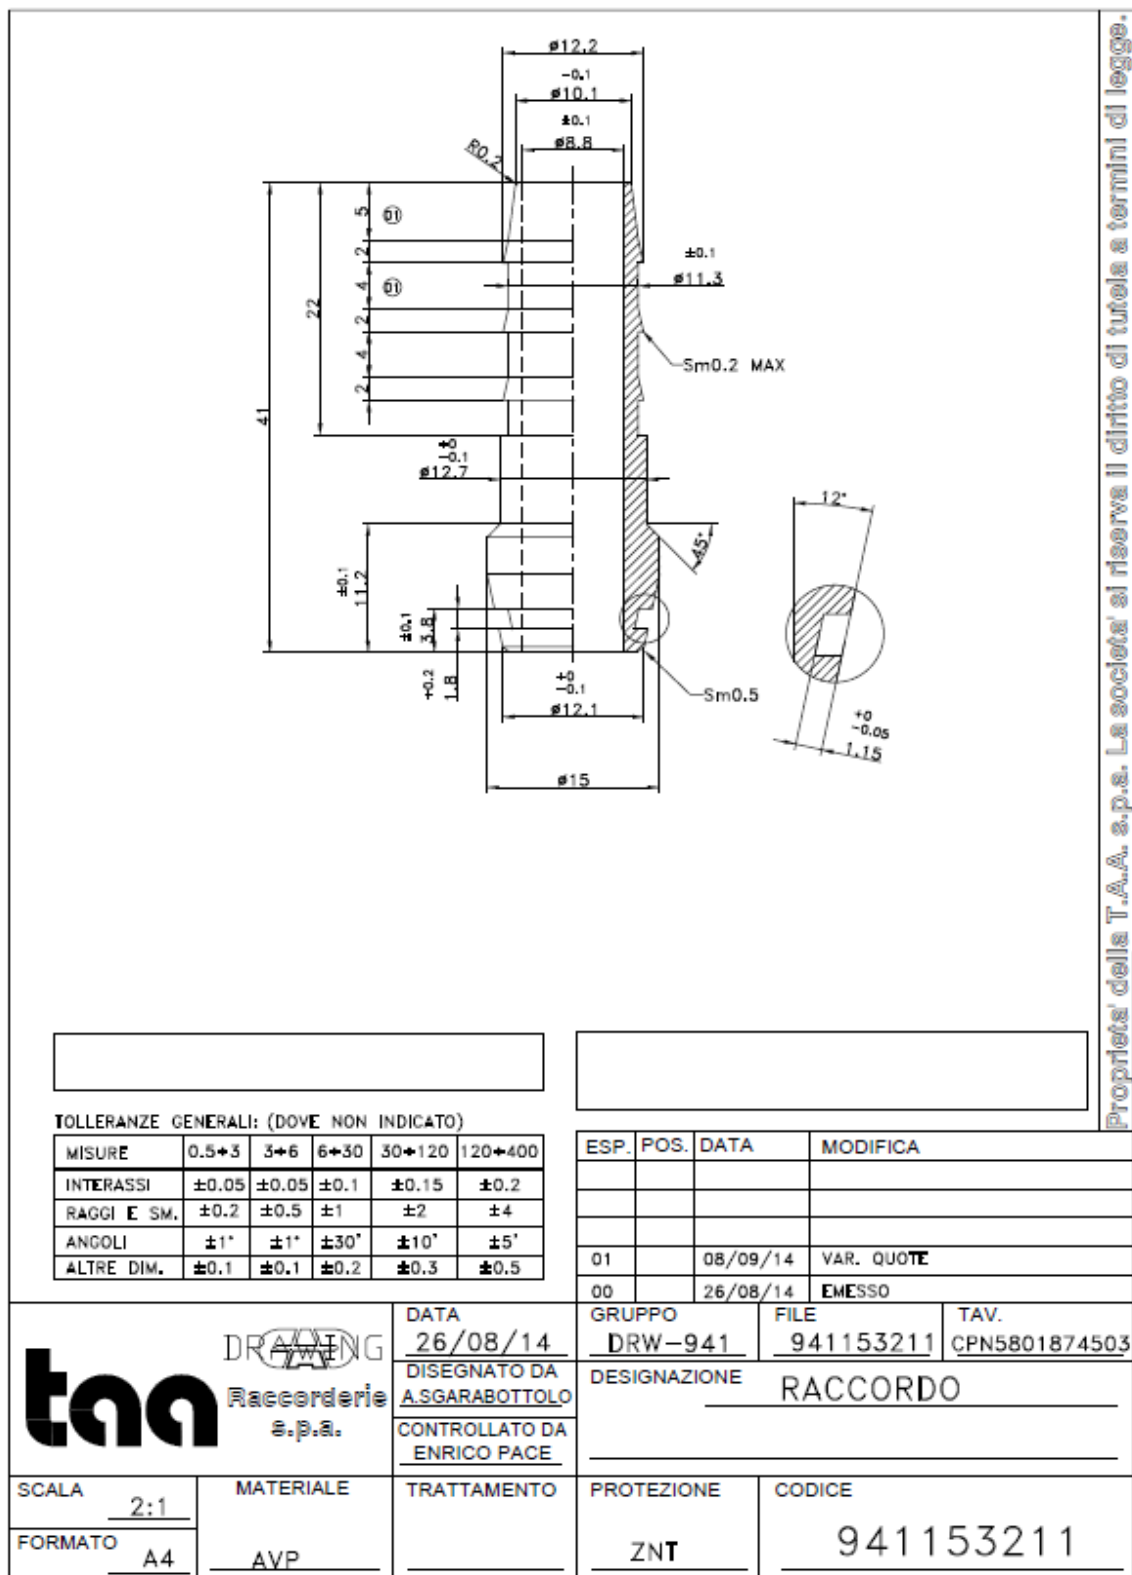 ø12.2
-0.1
ø10.1
±0.1
ø8.8
R0.2
5
01
2
4
01
2
4
2
22
41
±0.1
ø11.3
Sm0.2 MAX
±0
-0.1
ø12.7
45°
12°
±0.1
11.2
±0.1
3.8
+0.2
1.8
+0
-0.1
ø12.1
Sm0.5
ø15
+0
-0.05
1.15
Proprieta' della T.A.A. s.p.a. La societa' si riserva il diritto di tutela a termini di legge.
TOLLERANZE GENERALI: (DOVE NON INDICATO)
MISURE 0.5÷3 3÷6 6÷30 30÷120 120÷400
INTERASSI ±0.05 ±0.05 ±0.1 ±0.15 ±0.2
RAGGI E SM. ±0.2 ±0.5 ±1 ±2 ±4
ANGOLI ±1° ±1° ±30' ±10' ±5'
ALTRE DIM. ±0.1 ±0.1 ±0.2 ±0.3 ±0.5
ESP. POS. DATA MODIFICA
01 08/09/14 VAR. QUOTE
00 26/08/14 EMESSO
taa
DRAWING
Raccorderie
s.p.a.
DATA
26/08/14
DISEGNATO DA
A.SGARABOTTOLO
CONTROLLATO DA
ENRICO PACE
GRUPPO
DRW-941
FILE
941153211
TAV.
CPN5801874503
DESIGNAZIONE
RACCORDO
SCALA
2:1
FORMATO
A4
MATERIALE
AVP
TRATTAMENTO
PROTEZIONE
ZNT
CODICE
941153211